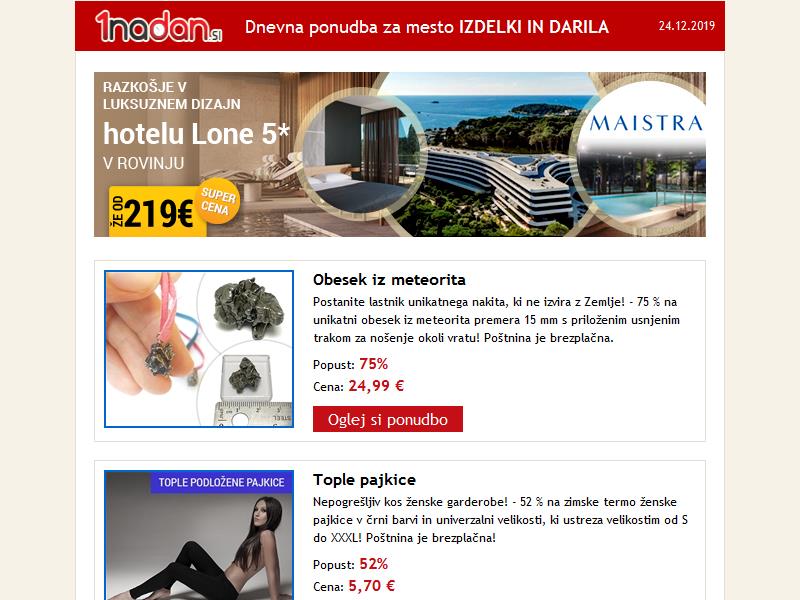 1nadan.si
Dnevna ponudba za mesto IZDELKI IN DARILA
24.12.2019
RAZKOŠJE V
LUKSUZNEM DIZAJN
hotelu Lone 5*
V ROVINJU
ŽE OD
219€
SUPER
CENA
MAISTRA
Obesek iz meteorita
Postanite lastnik unikatnega nakita, ki ne izvira z Zemlje! - 75 % na
unikatni obesek iz meteorita premera 15 mm s priloženim usnjenim
trakom za nošenje okoli vratu! Poštnina je brezplačna.
Popust: 75%
Cena: 24,99 €
Oglej si ponudbo
TOPLE PODLOŽENE PAJKICE
Tople pajkice
Nepogrešljiv kos ženske garderobe! - 52 % na zimske termo ženske
pajkice v črni barvi in univerzalni velikosti, ki ustreza velikostim od S
do XXXL! Poštnina je brezplačna!
Popust: 52%
Cena: 5,70 €